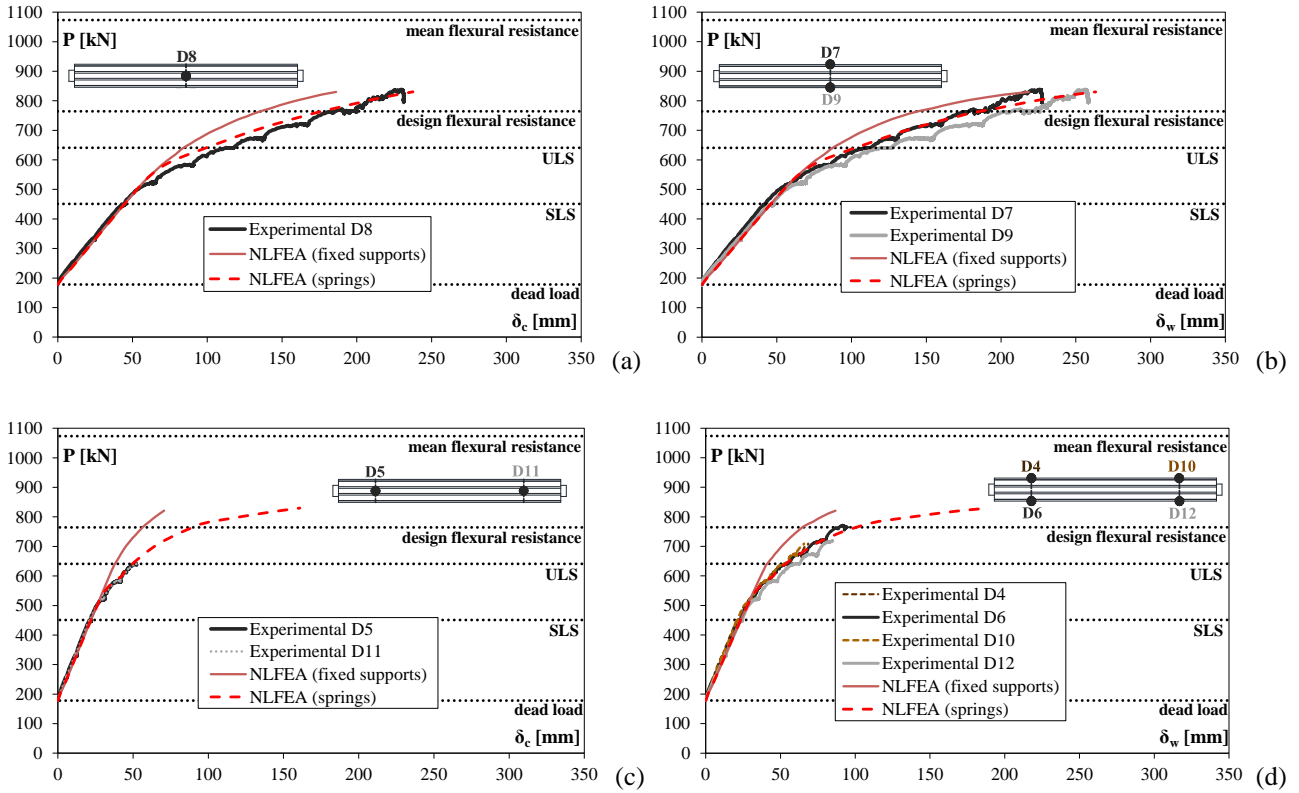 1100
1000
900
800
700
600
500
400
300
200
100
0
P [kN]
mean flexural resistance
D8
design flexural resistance
ULS
SLS
Experimental D8
NLFEA (fixed supports)
NLFEA (springs)
dead load
δc [mm]
0 50 100 150 200 250 300 350
(a)
1100
1000
900
800
700
600
500
400
300
200
100
0
P [kN]
mean flexural resistance
D7
D9
design flexural resistance
ULS
SLS
Experimental D7
Experimental D9
NLFEA (fixed supports)
NLFEA (springs)
dead load
δw [mm]
0 50 100 150 200 250 300 350
(b)
1100
1000
900
800
700
600
500
400
300
200
100
0
P [kN]
mean flexural resistance
D5 D11
design flexural resistance
ULS
SLS
Experimental D5
Experimental D11
NLFEA (fixed supports)
NLFEA (springs)
dead load
δc [mm]
0 50 100 150 200 250 300 350
(c)
1100
1000
900
800
700
600
500
400
300
200
100
0
P [kN]
mean flexural resistance
D4 D10
D6 D12
design flexural resistance
ULS
SLS
Experimental D4
Experimental D6
Experimental D10
Experimental D12
NLFEA (fixed supports)
NLFEA (springs)
dead load
δw [mm]
0 50 100 150 200 250 300 350
(d)